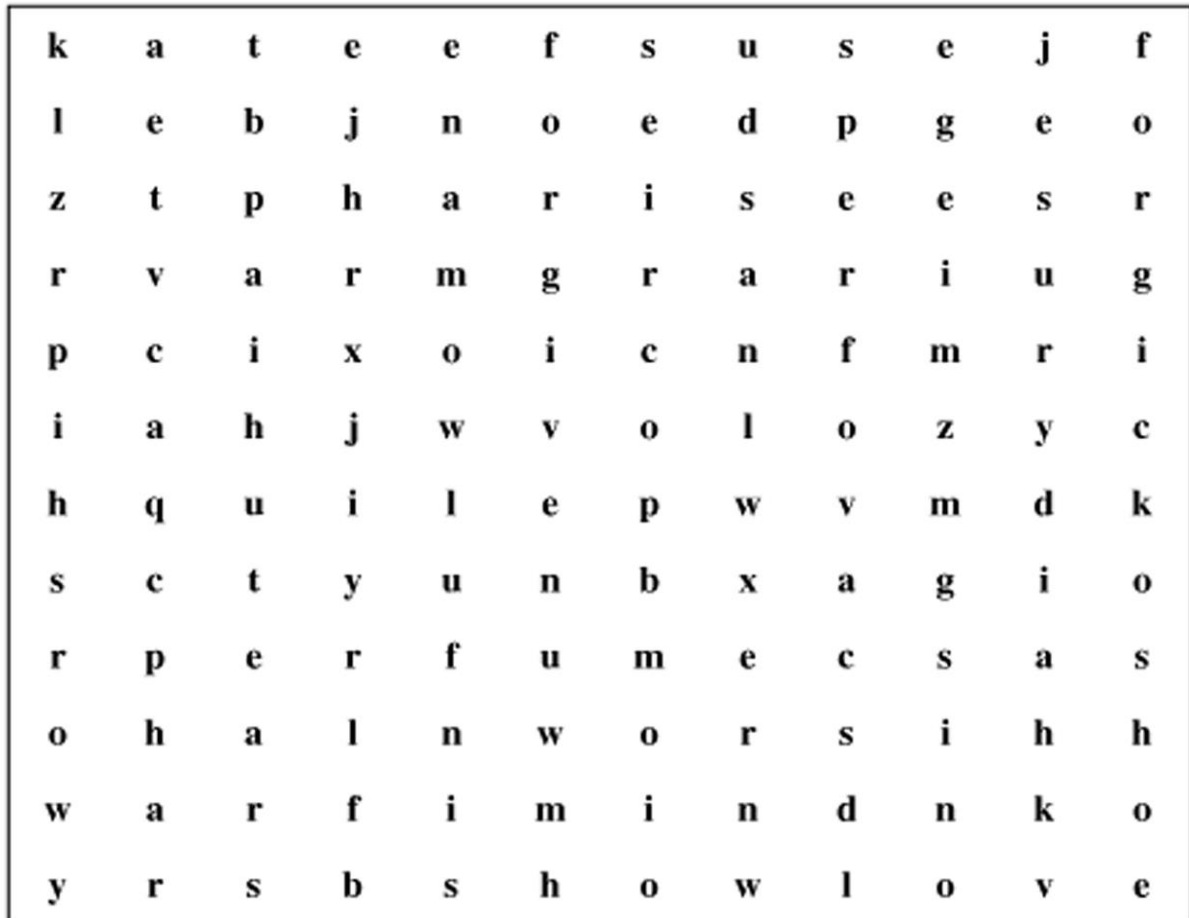 k a t e e f s u s e j f
l e b j n o e d p g e o
z t p h a r i s e e s r
r v a r m g r a r i u g
p c i x o i c n f m r i
i a h j w v o l o z y c
h q u i l e p w v m d k
s c t y u n b x a g i o
r p e r f u m e c s a s
o h a l n w o r s i h h
w a r f i m i n d n k o
y r s b s h o w l o v e